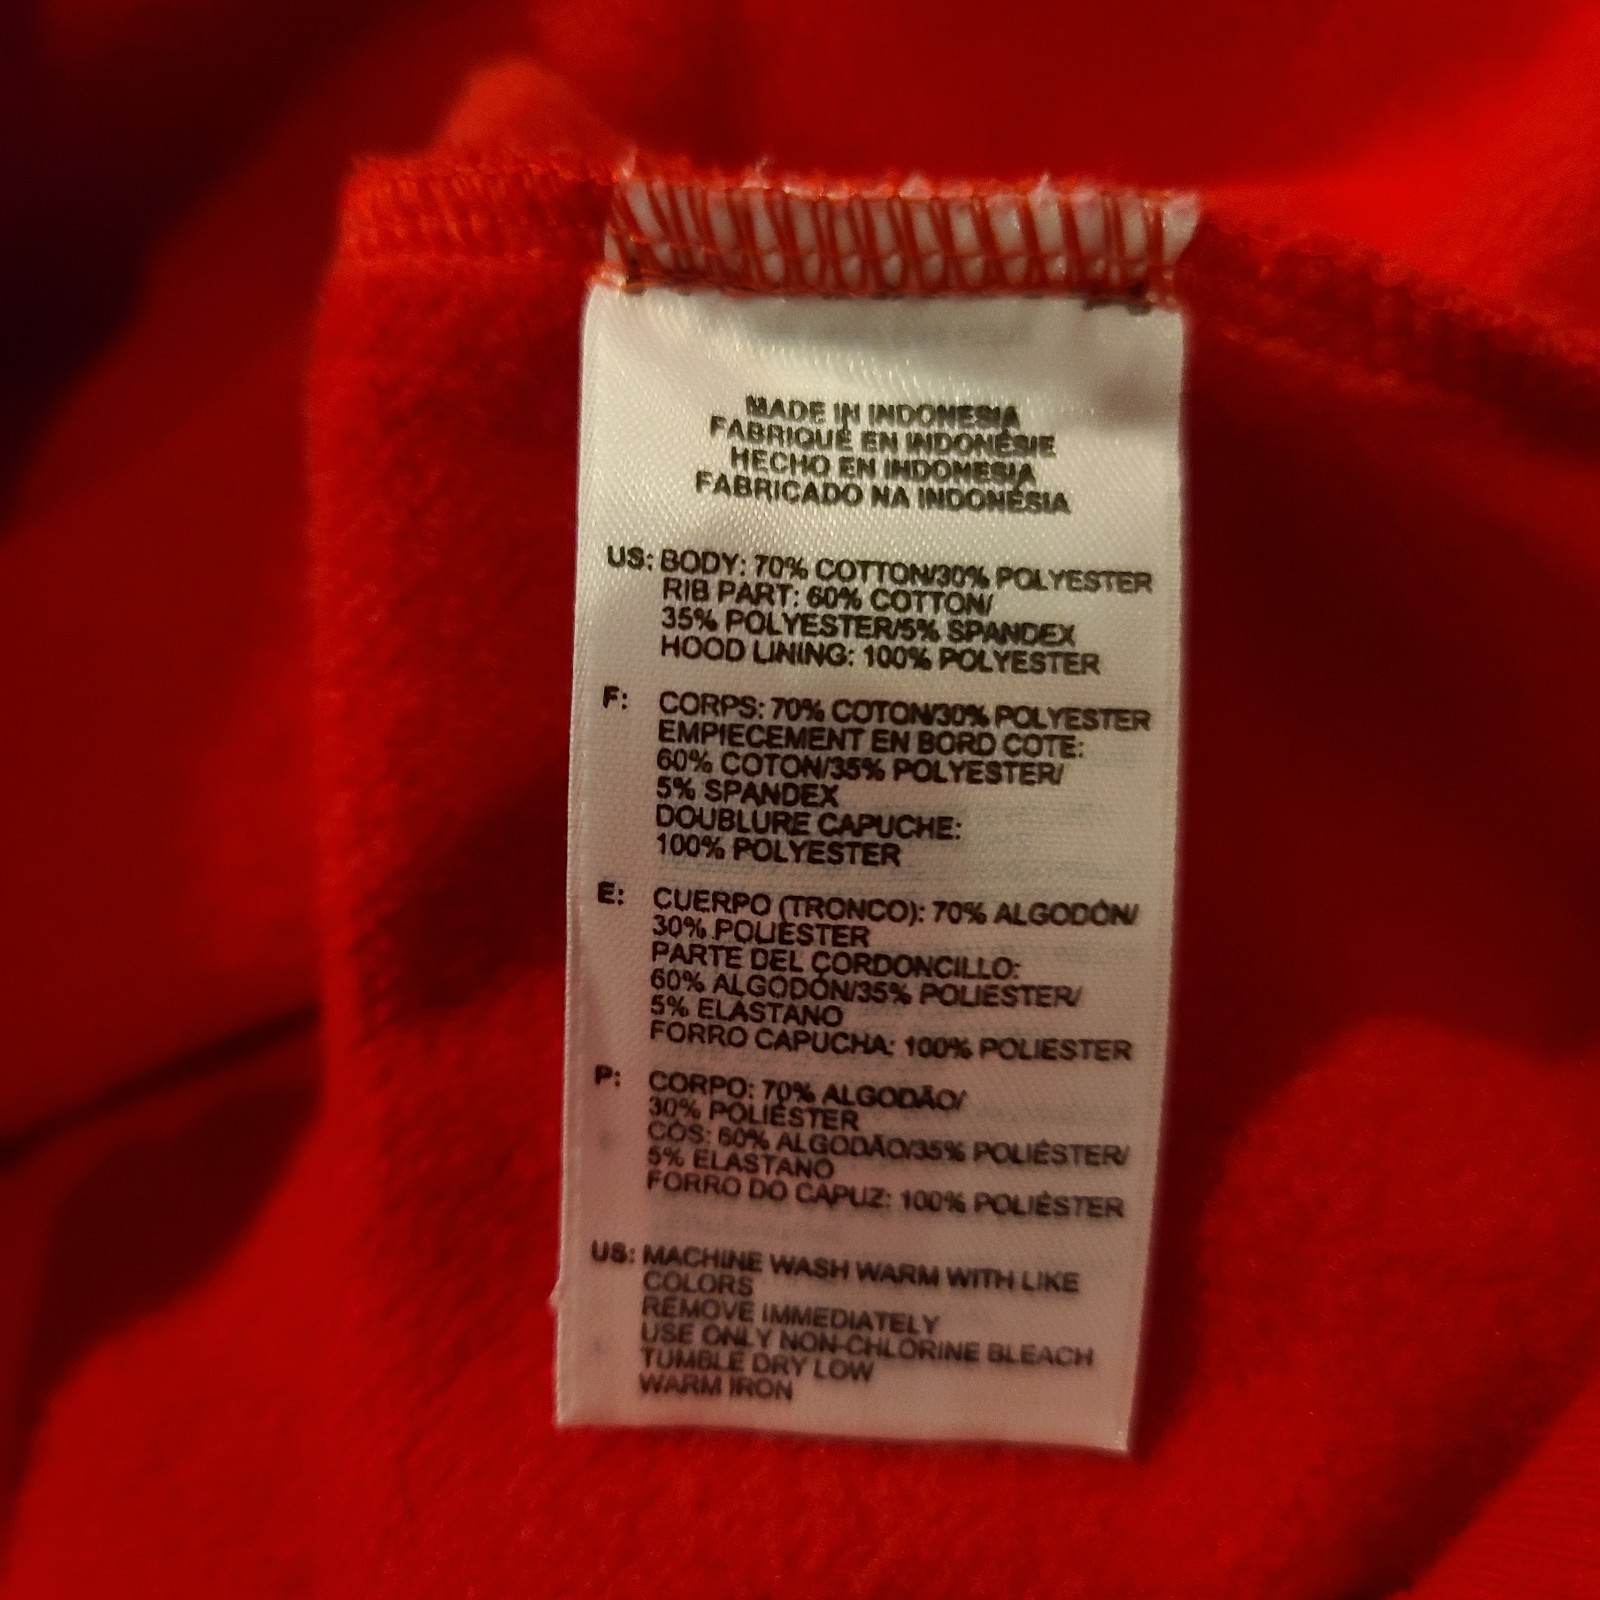 MADE IN INDONESIA
FABRIQUÉ EN INDONÉSIE
HECHO EN INDONESIA
FABRICADO NA INDONÉSIA
US: BODY: 70% COTTON/30% POLYESTER
RIB PART: 60% COTTON/
35% POLYESTER/5% SPANDEX
HOOD LINING: 100% POLYESTER
F: CORPS: 70% COTON/30% POLYESTER
EMPIECEMENT EN BORD COTE:
60% COTON/35% POLYESTER/
5% SPANDEX
DOUBLURE CAPUCHE:
100% POLYESTER
E: CUERPO (TRONCO): 70% ALGODÓN/
30% POLIÉSTER
PARTE DEL CORDONCILLO:
60% ALGODÓN/35% POLIESTER/
5% ELASTANO
FORRO CAPUCHA: 100% POLIESTER
P: CORPO: 70% ALGODÃO/
30% POLIÉSTER
CÓS: 60% ALGODÃO/35% POLIÉSTER/
5% ELASTANO
FORRO DO CAPUZ: 100% POLIÉSTER
US: MACHINE WASH WARM WITH LIKE
COLORS
REMOVE IMMEDIATELY
USE ONLY NON-CHLORINE BLEACH
TUMBLE DRY LOW
WARM IRON